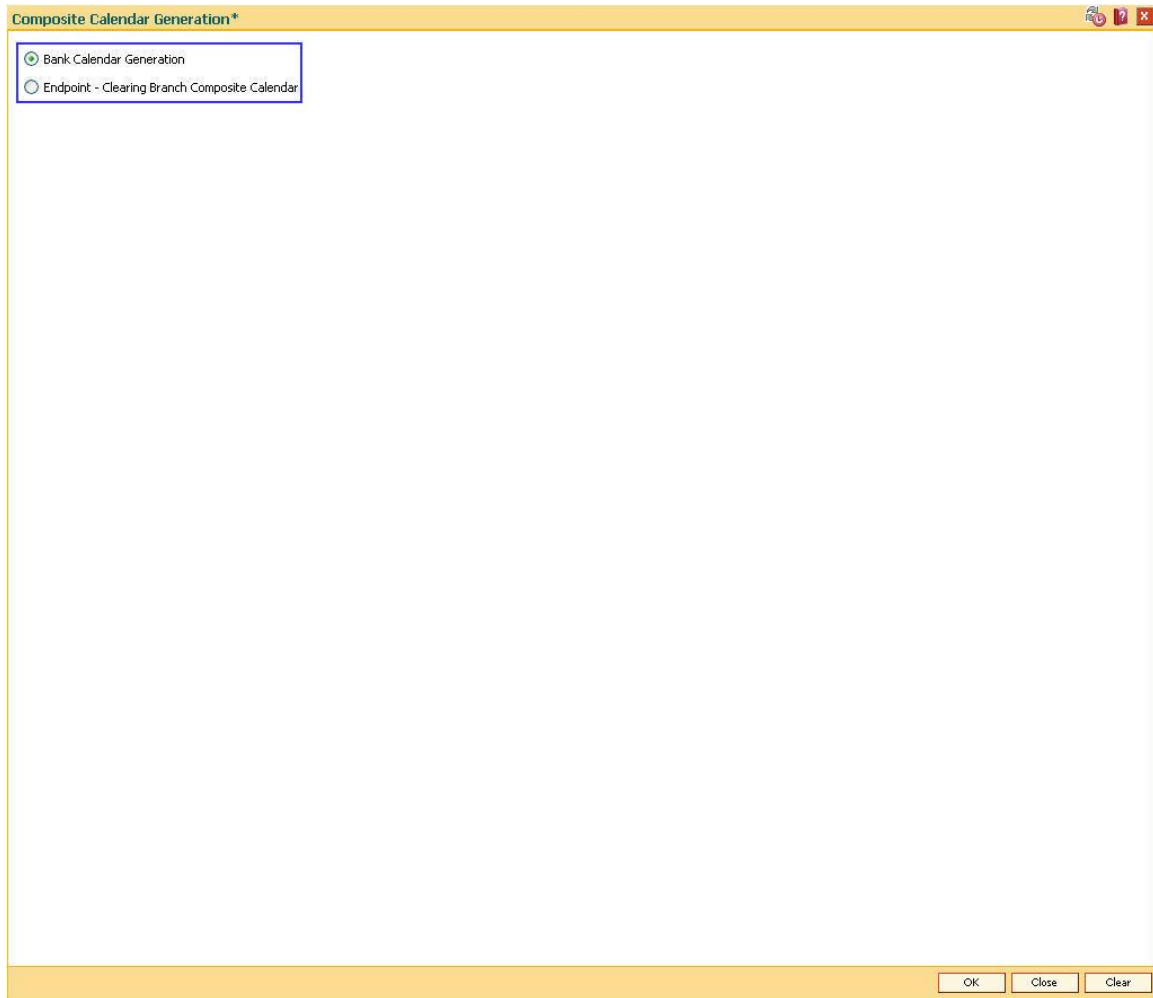 Composite Calendar Generation*
Bank Calendar Generation
Endpoint - Clearing Branch Composite Calendar
OK Close Clear